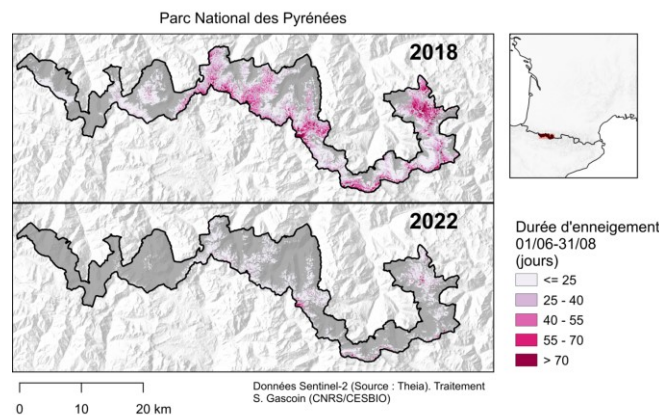 Parc National des Pyrénées
2018
2022
Durée d'enneigement
01/06-31/08
(jours)
<= 25
25 - 40
40 - 55
55 - 70
> 70
0 10 20 km
Données Sentinel-2 (Source : Theia). Traitement
S. Gascoin (CNRS/CESBIO)